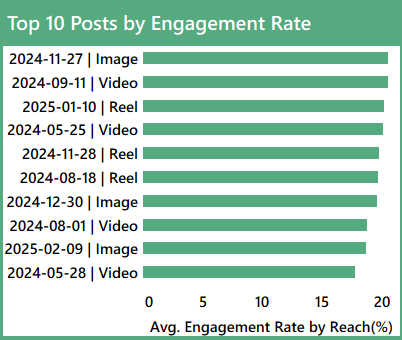 Top 10 Posts by Engagement Rate
2024-11-27 | Image
2024-09-11 | Video
2025-01-10 | Reel
2024-05-25 | Video
2024-11-28 | Reel
2024-08-18 | Reel
2024-12-30 | Image
2024-08-01 | Video
2025-02-09 | Image
2024-05-28 | Video
0 5 10 15 20
Avg. Engagement Rate by Reach(%)